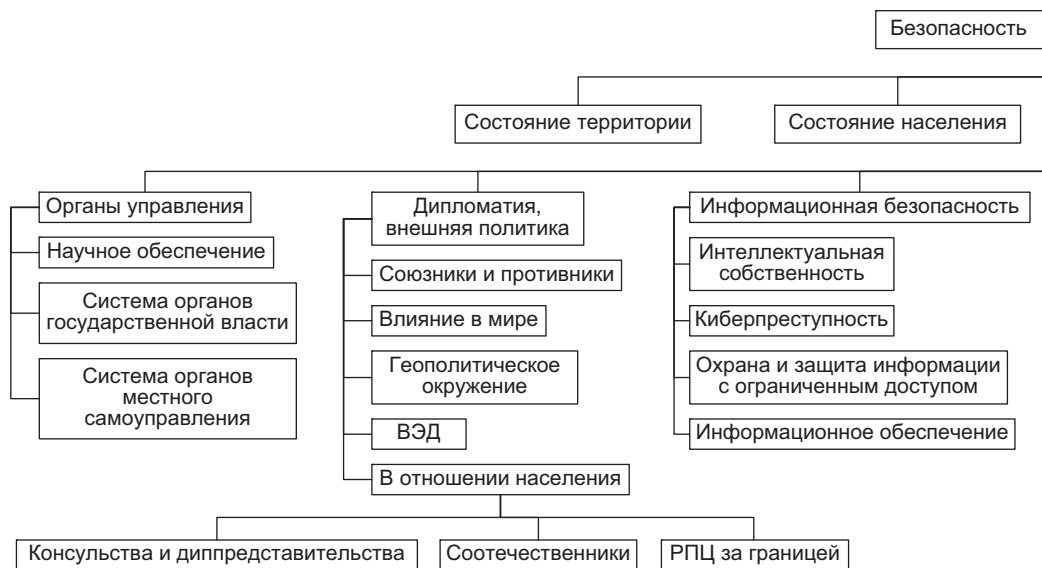 Безопасность
Состояние территории
Состояние населения
Органы управления
Научное обеспечение
Система органов
государственной власти
Система органов
местного
самоуправления
Дипломатия,
внешняя политика
Союзники и противники
Влияние в мире
Геополитическое
окружение
ВЭД
В отношении населения
Консульства и диппредставительства
Соотечественники
РПЦ за границей
Информационная безопасность
Интеллектуальная
собственность
Киберпреступность
Охрана и защита информации
с ограниченным доступом
Информационное обеспечение